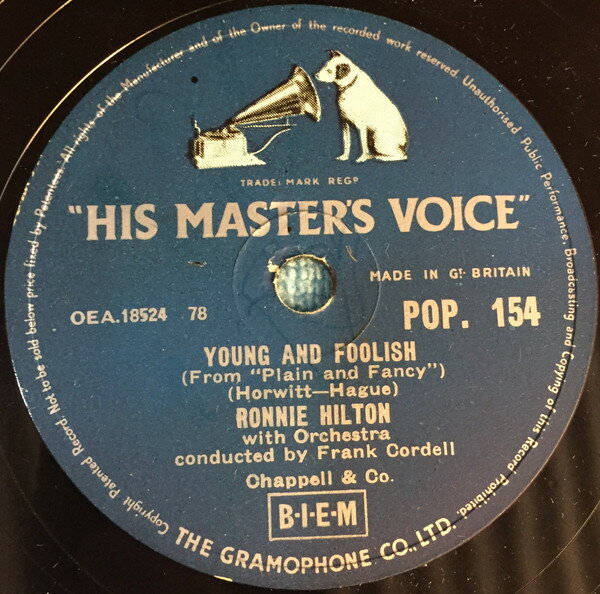 TRADE MARK REGD
"HIS MASTER'S VOICE"
MADE IN GT. BRITAIN
OEA.18524 78
POP. 154
YOUNG AND FOOLISH
(From "Plain and Fancy")
(Horwitt—Hague)
RONNIE HILTON
with Orchestra
conducted by Frank Cordell
Chappell & Co.
B·I·E·M
THE GRAMOPHONE CO., LTD.
Copyright Patented Record. Not to be sold below price fixed by Patentees. All rights of the Manufacturer and of the Owner of the recorded work reserved. Unauthorised Public Performance, Broadcasting and Copying of this Record Prohibited.